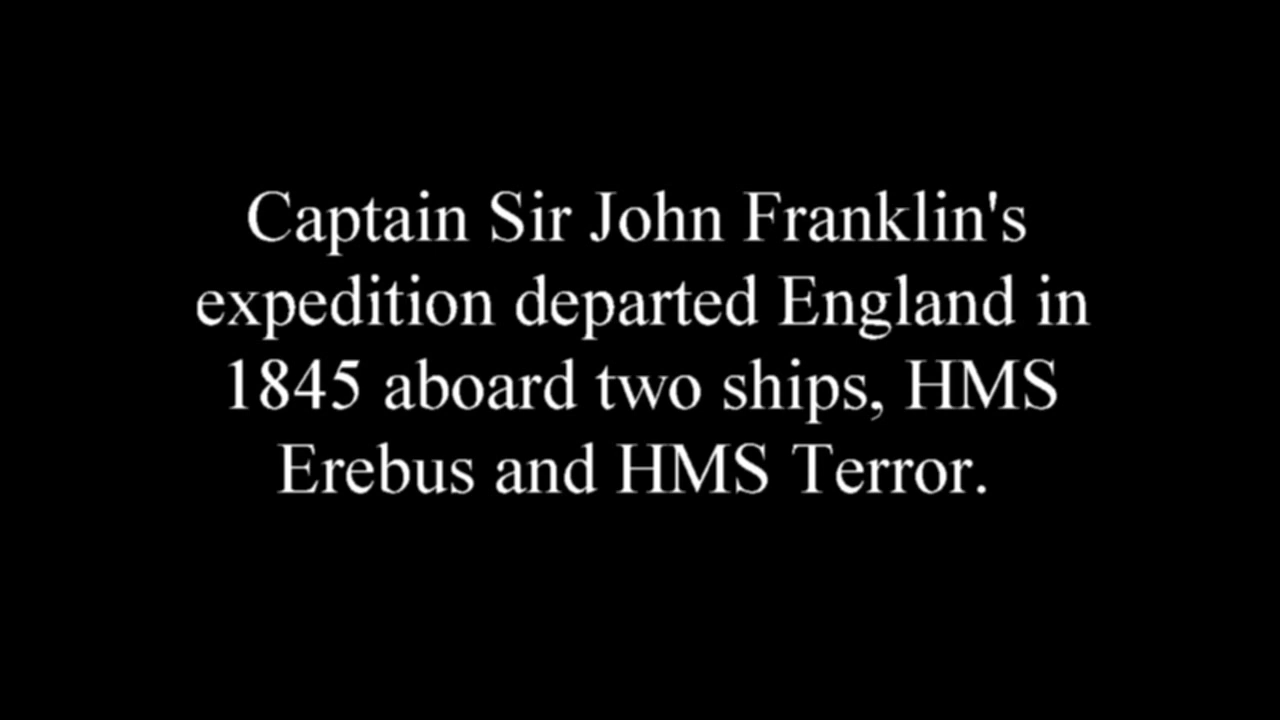 Captain Sir John Franklin's
expedition departed England in
1845 aboard two ships, HMS
Erebus and HMS Terror.